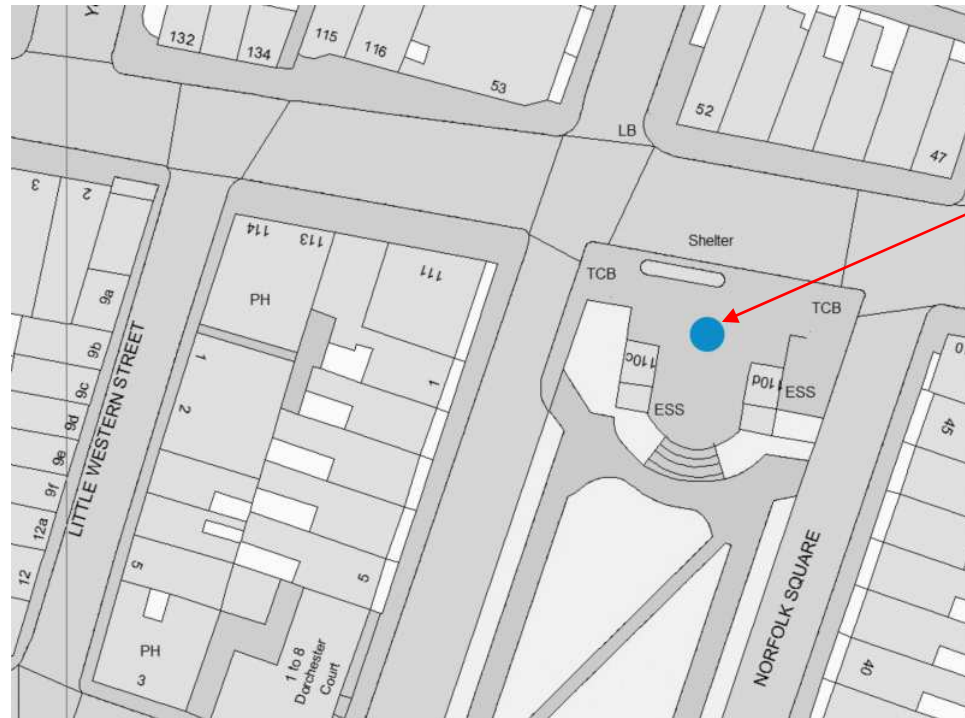 132
134
115
116
53
52
47
LB
3
2
114
113
111
Shelter
TCB
TCB
PH
9a
9b
9c
9d
9e
9f
12a
12
LITTLE WESTERN STREET
1
2
1
110c
110d
ESS
ESS
45
5
5
PH
3
1 to 8
Dorchester
Court
NORFOLK SQUARE
40